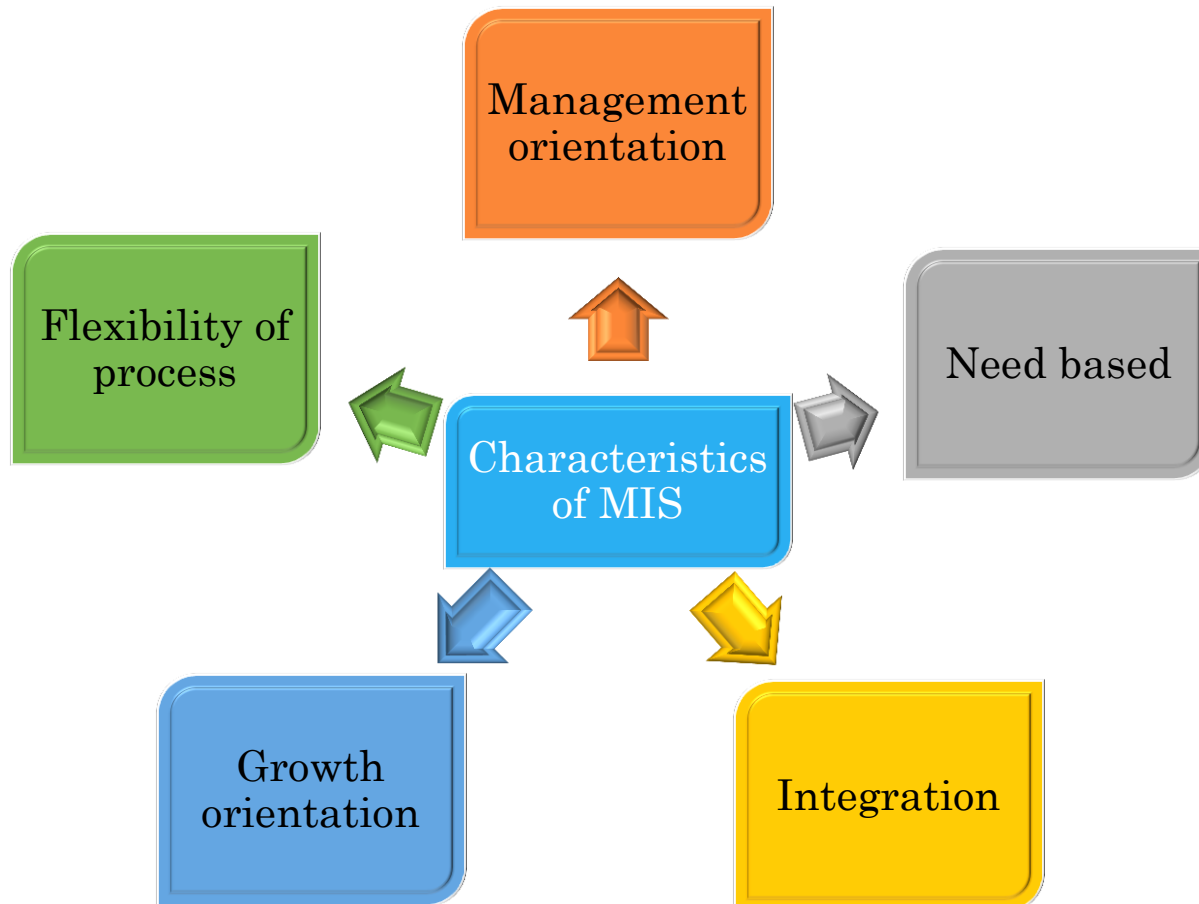 Management
orientation
Flexibility of
process
Need based
Characteristics
of MIS
Growth
orientation
Integration